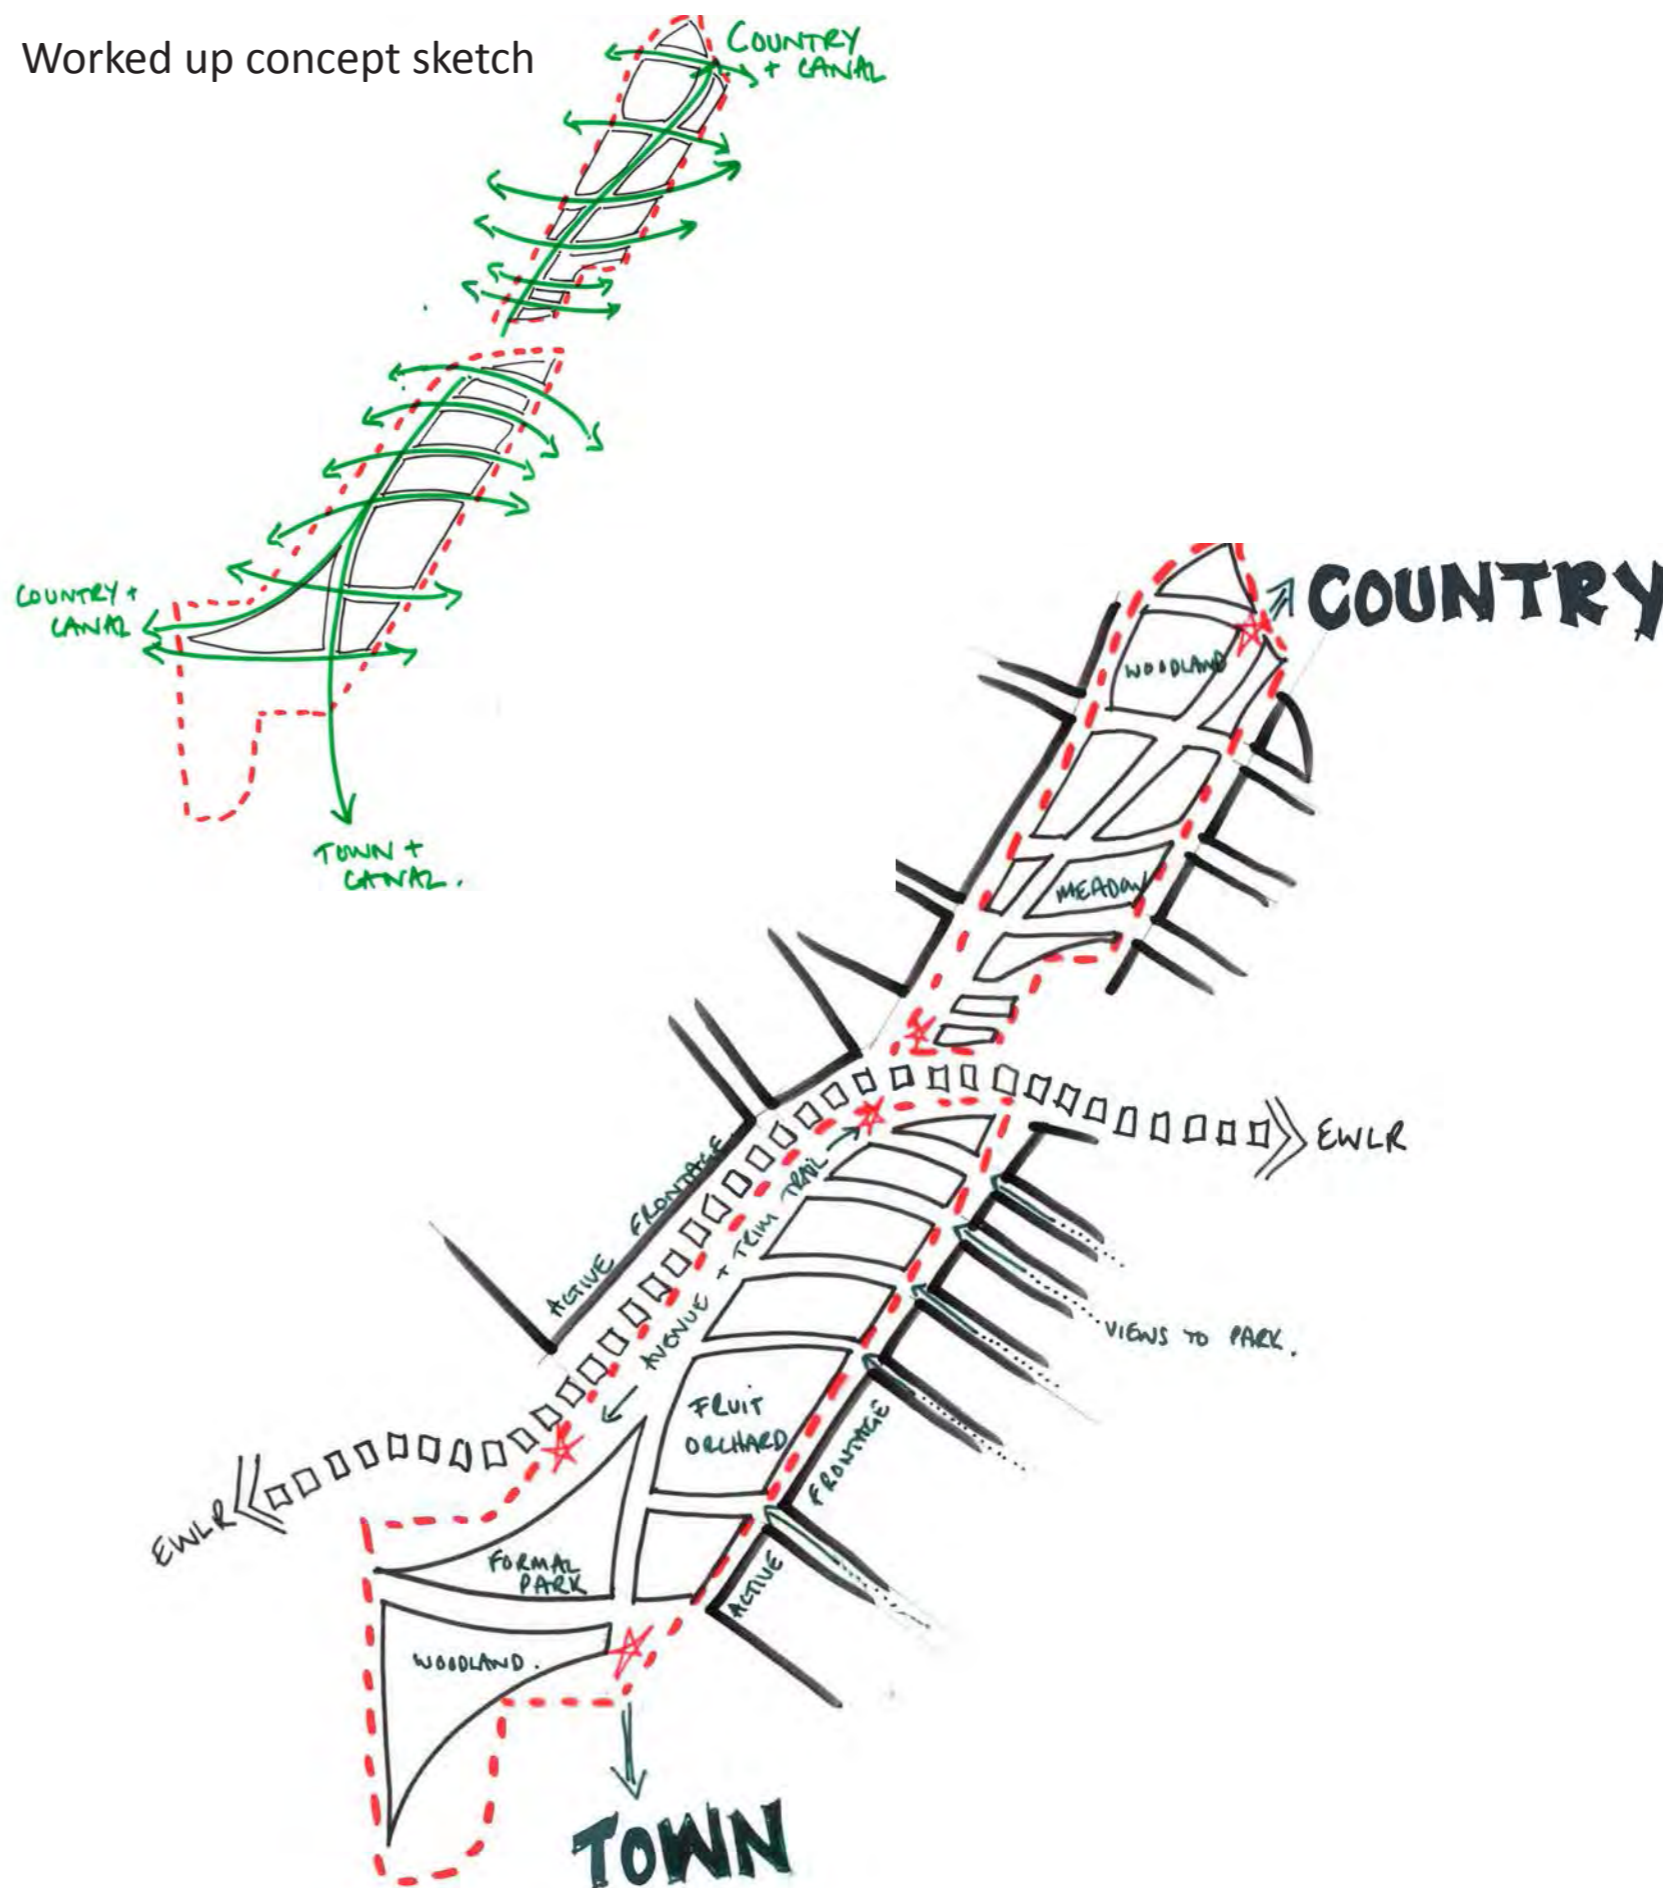 Worked up concept sketch
COUNTRY
+ CANAL
COUNTRY +
CANAL
TOWN +
CANAL.
COUNTRY
WOODLAND
MEADOW
EWLR
ACTIVE FRONTAGE
AVENUE + TRIM TRAIL
VIEWS TO PARK.
FRUIT
ORCHARD
FRONTAGE
ACTIVE
EWLR
FORMAL
PARK
WOODLAND.
TOWN